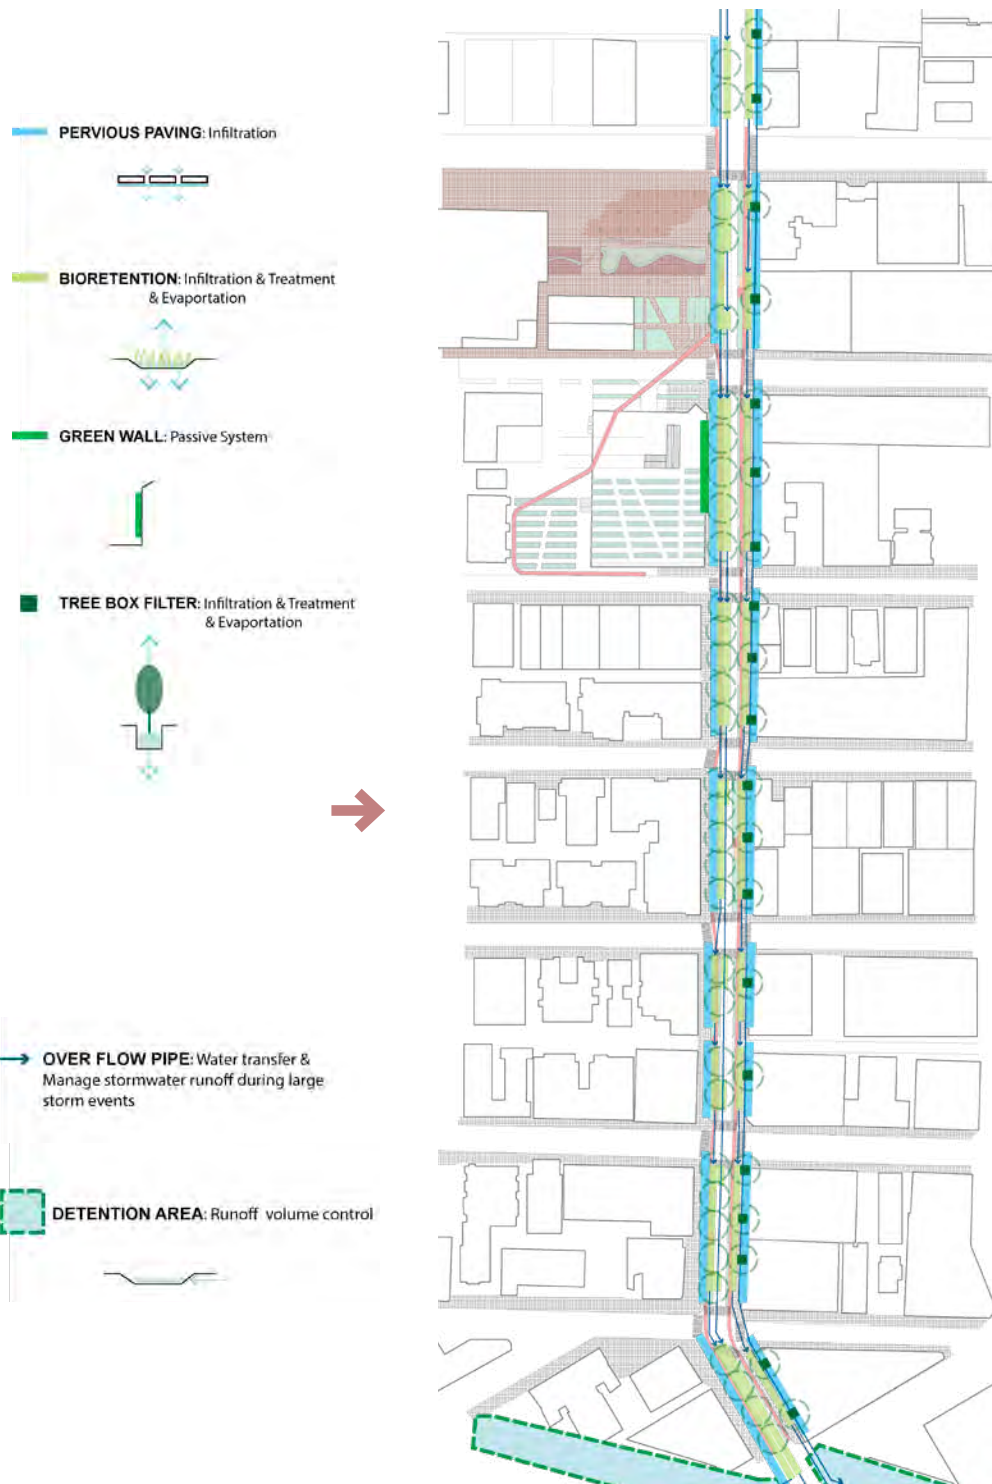 PERVIOUS PAVING: Infiltration
BIORETENTION: Infiltration & Treatment
& Evaportation
GREEN WALL: Passive System
TREE BOX FILTER: Infiltration & Treatment
& Evaportation
OVER FLOW PIPE: Water transfer &
Manage stormwater runoff during large
storm events
DETENTION AREA: Runoff volume control